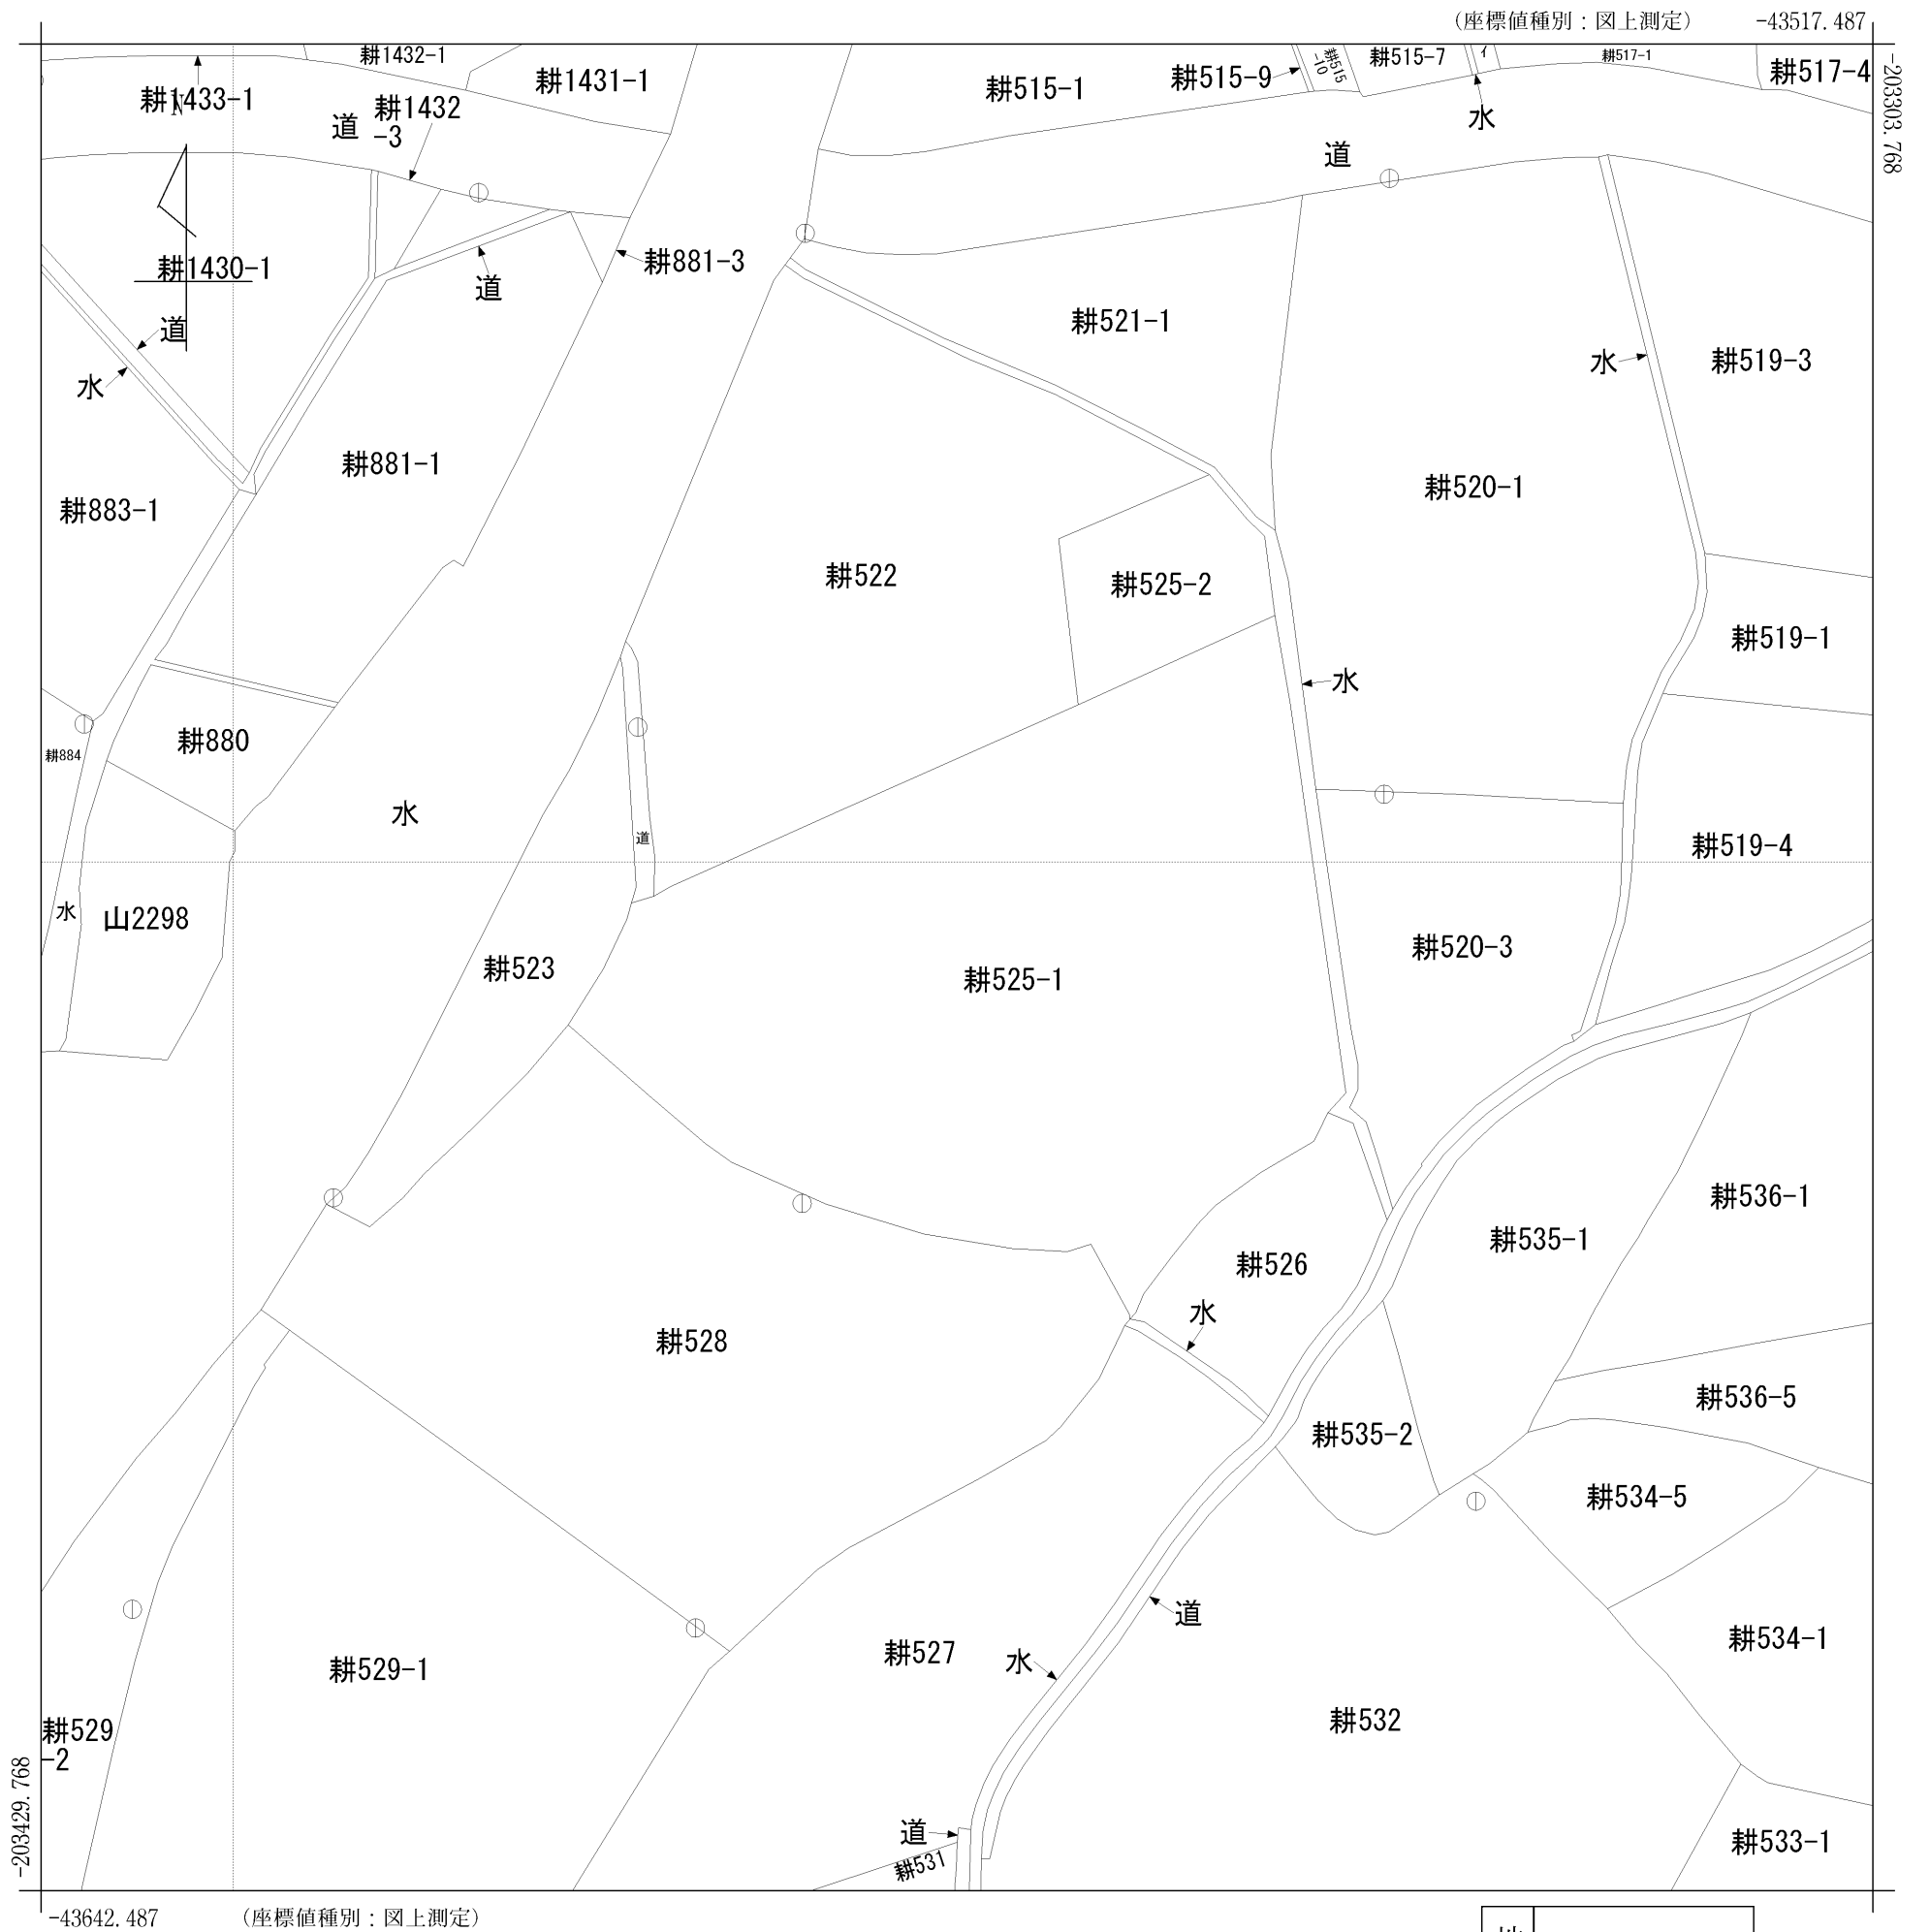 (座標値種別：図上測定) -43517.487
-203303.768
耕1432-1
耕1431-1
耕515-1
耕515-9
耕515
-10
耕515-7
イ
耕517-1
耕517-4
耕1433-1
N
道
耕1432
-3
水
道
耕1430-1
道
耕881-3
道
水
耕521-1
水
耕519-3
耕881-1
耕883-1
耕520-1
耕522
耕525-2
耕519-1
水
耕880
耕884
水
道
耕519-4
水
山2298
耕523
耕525-1
耕520-3
耕536-1
耕535-1
耕526
水
耕528
耕536-5
耕535-2
耕534-5
道
耕527
水
耕529-1
耕534-1
耕532
耕529
-2
道
耕531
耕533-1
-203429.768
-43642.487 (座標値種別：図上測定)